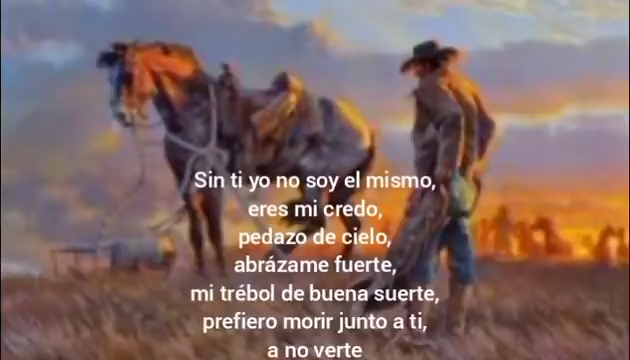 Sin ti yo no soy el mismo,
eres mi credo,
pedazo de cielo,
abrázame fuerte,
mi trébol de buena suerte,
prefiero morir junto a ti,
a no verte